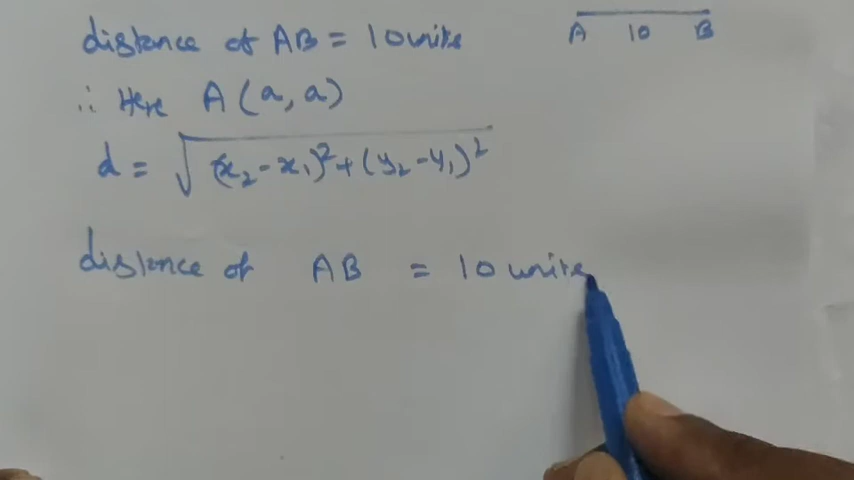 distance of AB = 10 units
A 10 B
∴ Here A(a, a)
d = √(x₂-x₁)²+(y₂-y₁)²
distance of AB = 10 units